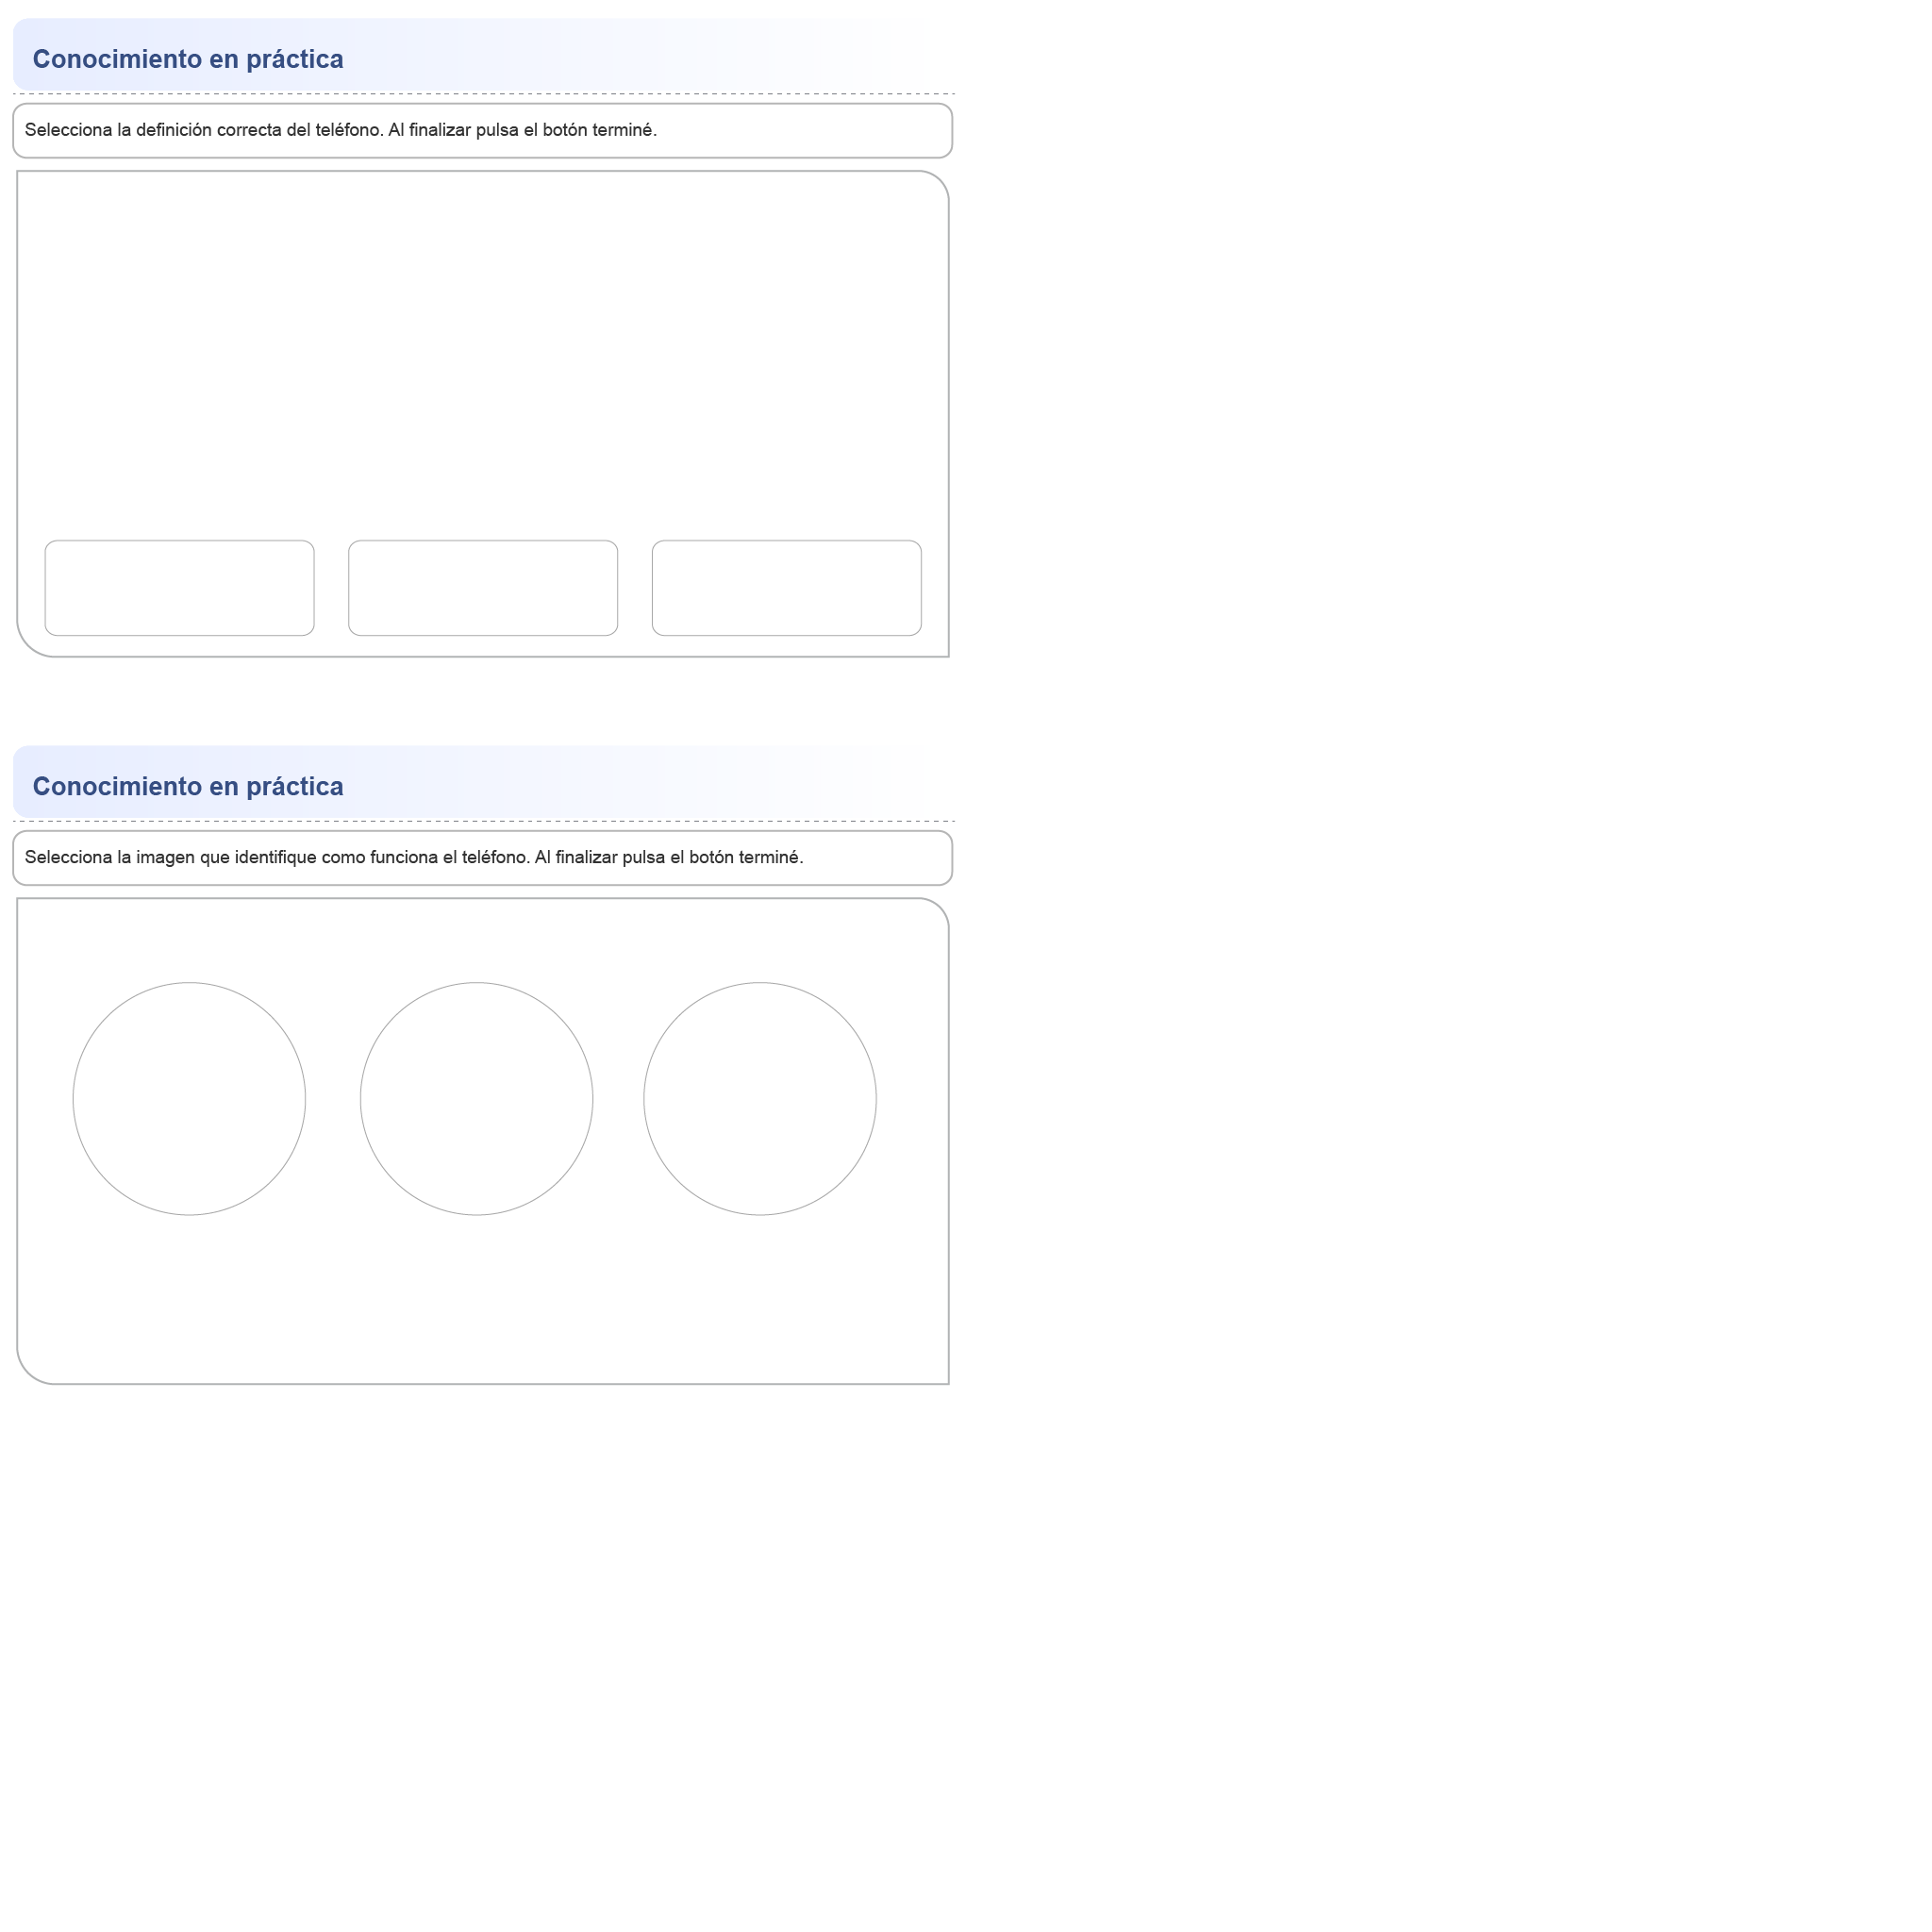 Conocimiento en práctica
Selecciona la definición correcta del teléfono. Al finalizar pulsa el botón terminé.
Conocimiento en práctica
Selecciona la imagen que identifique como funciona el teléfono. Al finalizar pulsa el botón terminé.